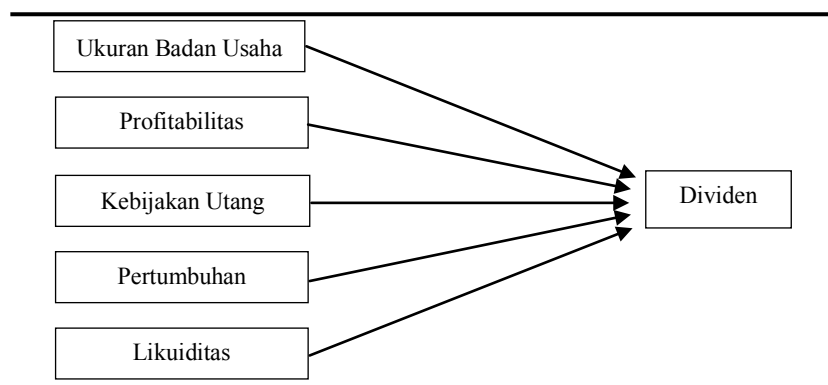 Ukuran Badan Usaha
Profitabilitas
Kebijakan Utang
Dividen
Pertumbuhan
Likuiditas